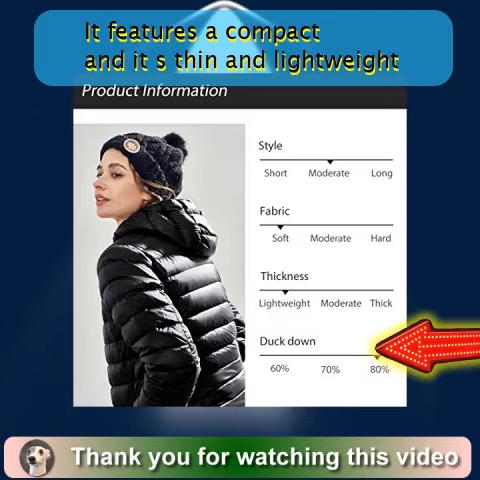 It features a compact
and it s thin and lightweight
Product Information
Style
Short Moderate Long
Fabric
Soft Moderate Hard
Thickness
Lightweight Moderate Thick
Duck down
60% 70% 80%
Thank you for watching this video